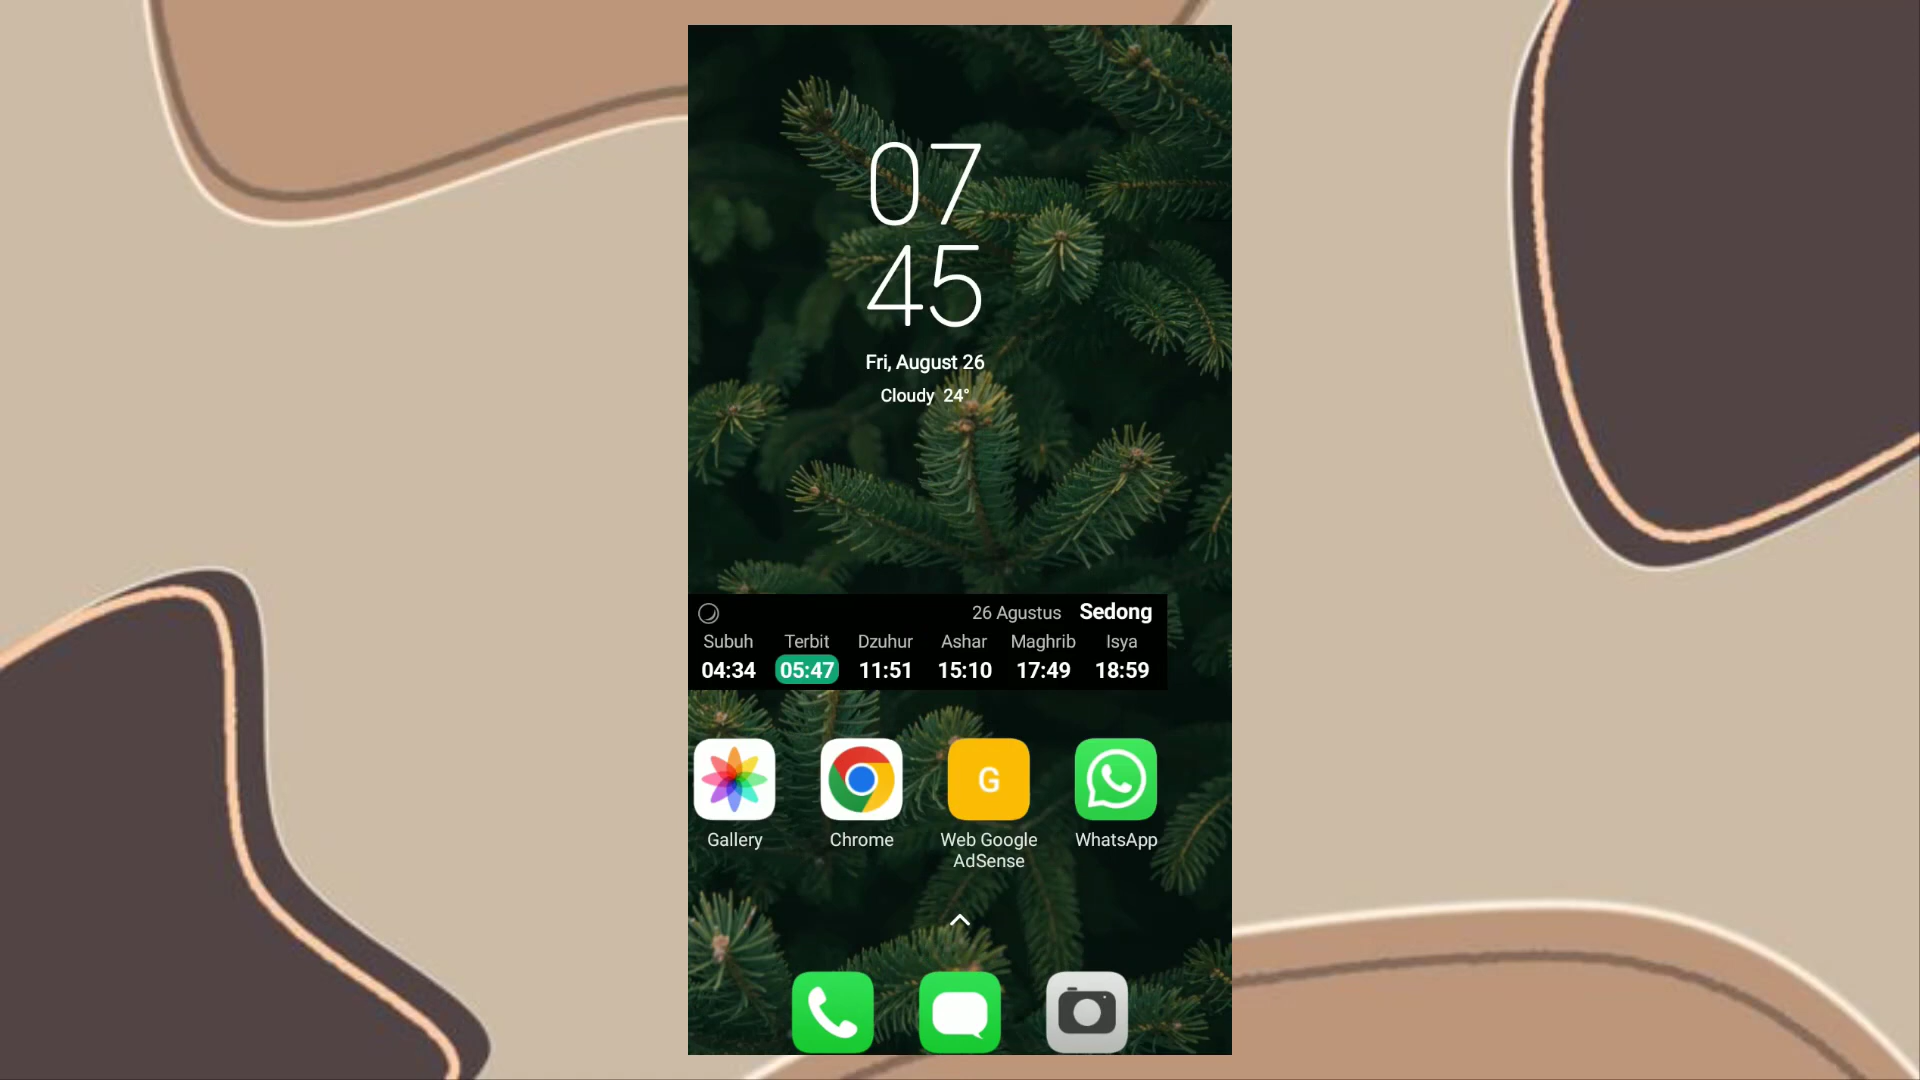 07
45
Fri, August 26
Cloudy 24°
26 Agustus Sedong
Subuh Terbit Dzuhur Ashar Maghrib Isya
04:34 05:47 11:51 15:10 17:49 18:59
G
Gallery Chrome Web Google AdSense WhatsApp